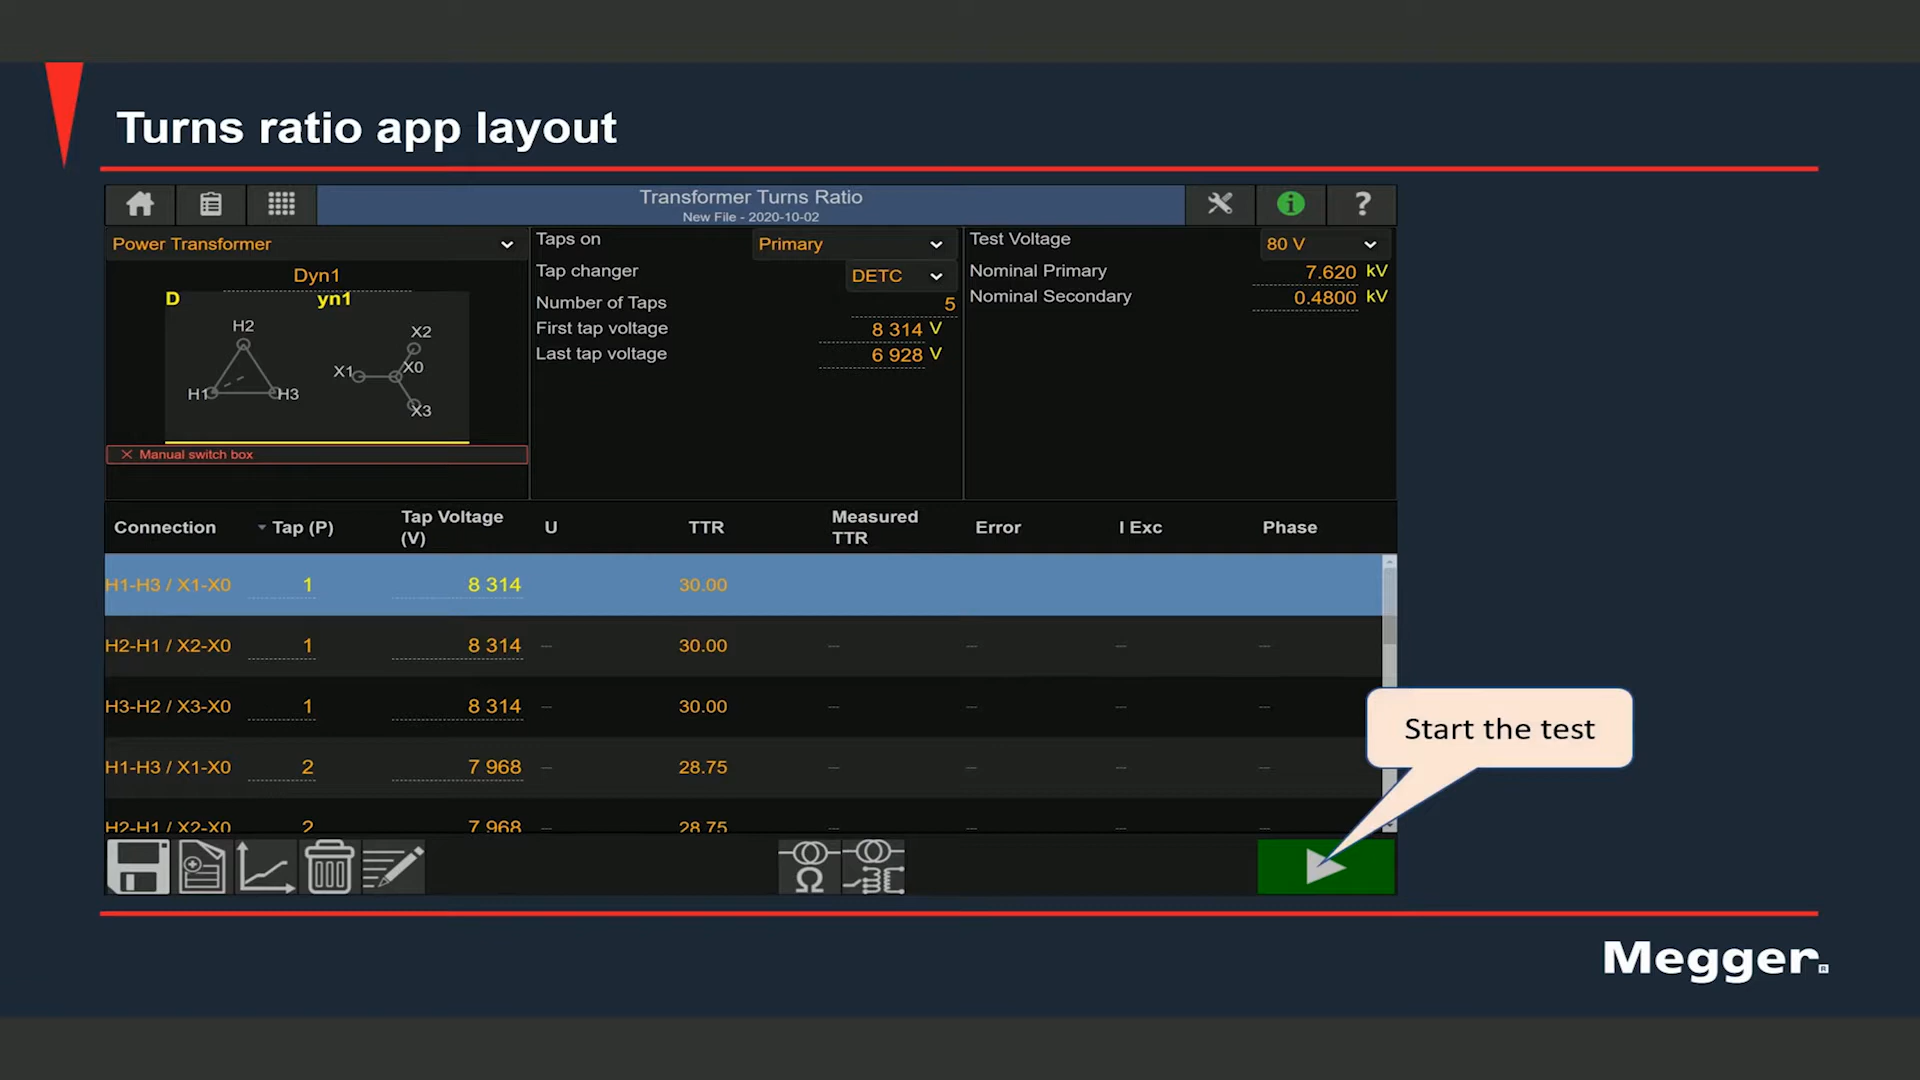 Turns ratio app layout
Transformer Turns Ratio
New File - 2020-10-02
?
Power Transformer
Dyn1
D
yn1
H2
H1
H3
X2
X1
X0
X3
Manual switch box
Taps on
Primary
Tap changer
DETC
Number of Taps
5
First tap voltage
8 314 V
Last tap voltage
6 928 V
Test Voltage
80 V
Nominal Primary
7.620 kV
Nominal Secondary
0.4800 kV
Connection Tap (P) Tap Voltage (V) U TTR Measured TTR Error I Exc Phase
H1-H3 / X1-X0 1 8 314 30.00
H2-H1 / X2-X0 1 8 314 --- 30.00 --- --- --- ---
H3-H2 / X3-X0 1 8 314 --- 30.00 --- --- --- ---
H1-H3 / X1-X0 2 7 968 --- 28.75 --- --- --- ---
H2-H1 / X2-X0 2 7 968 --- 28.75 --- --- --- ---
Start the test
Ω
Megger.